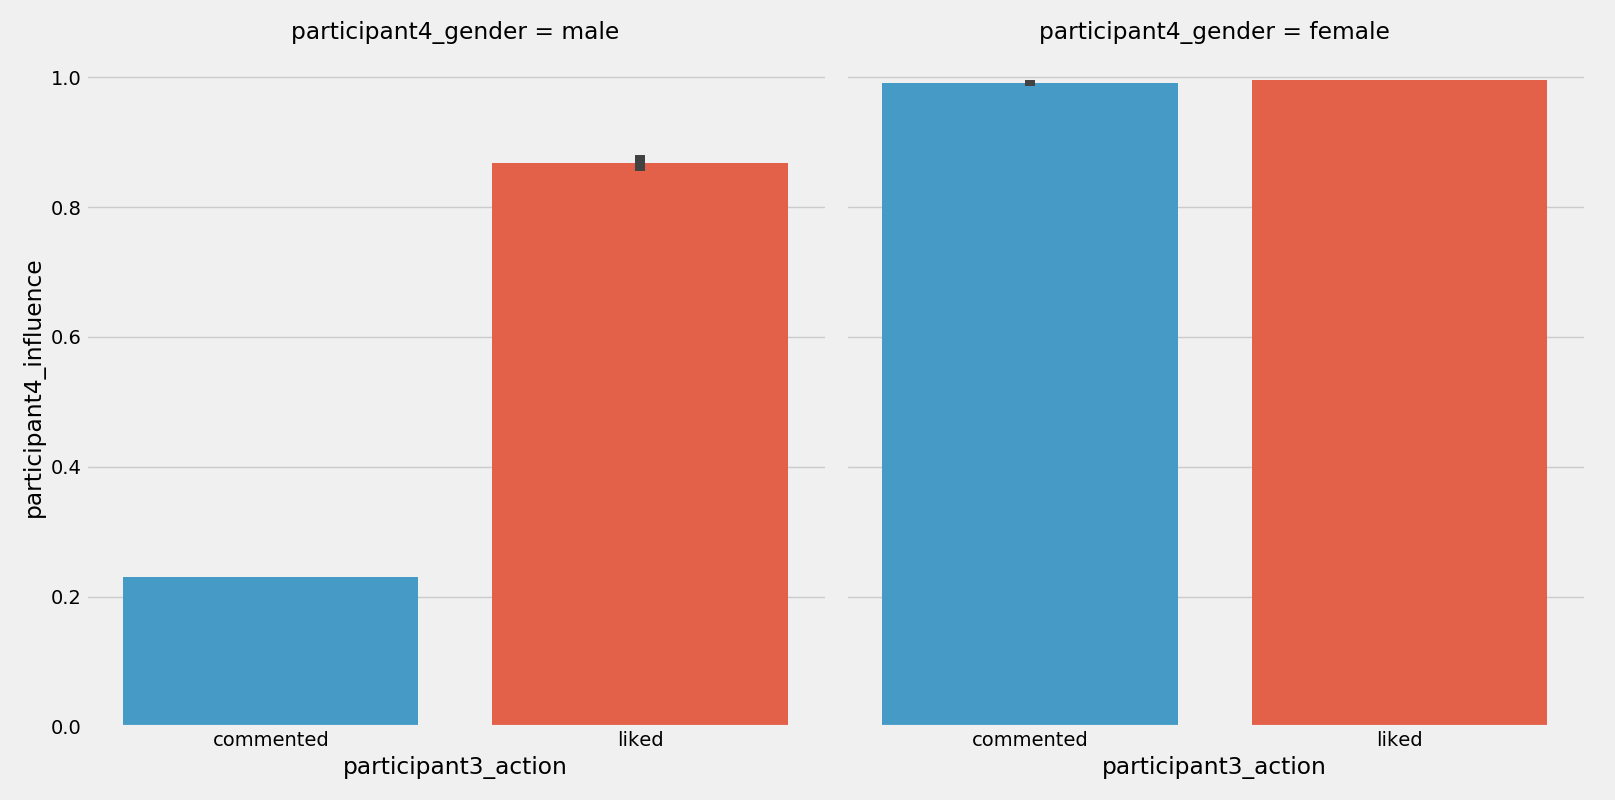 participant4_gender = male
participant4_gender = female
participant4_influence
1.0
0.8
0.6
0.4
0.2
0.0
commented
liked
commented
liked
participant3_action
participant3_action